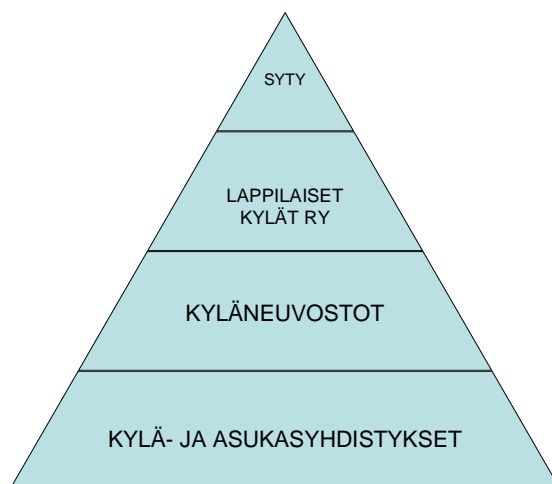 SYTY
LAPPILAISET
KYLÄT RY
KYLÄNEUVOSTOT
KYLÄ- JA ASUKASYHDISTYKSET